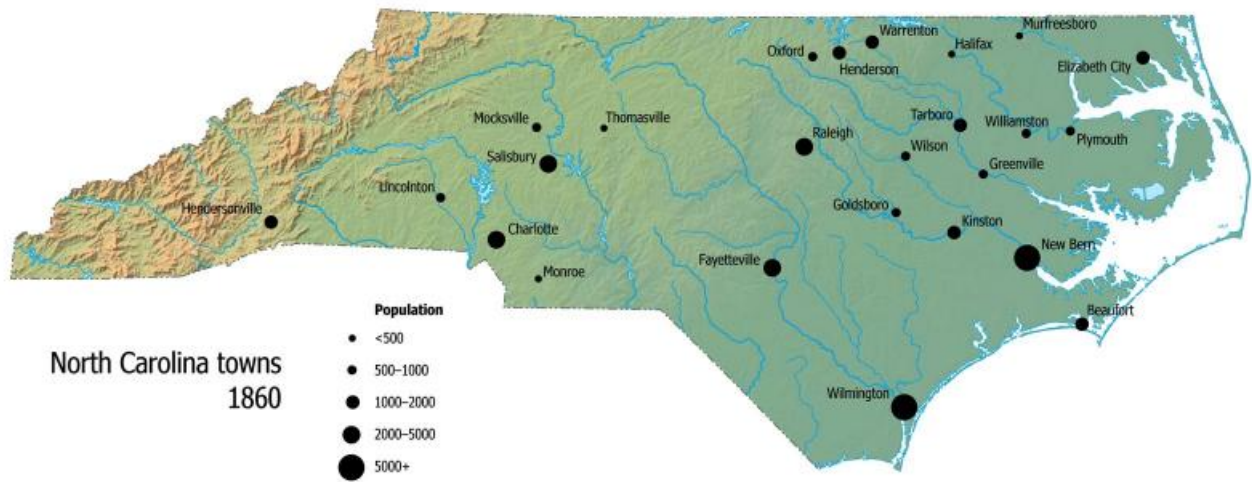 Murfreesboro
Warrenton
Oxford
Halifax
Henderson
Elizabeth City
Mocksville
Thomasville
Tarboro
Williamston
Raleigh
Plymouth
Salisbury
Wilson
Greenville
Lincolnton
Hendersonville
Goldsboro
Kinston
Charlotte
New Bern
Fayetteville
Monroe
Beaufort
Wilmington
Population
<500
500–1000
1000–2000
2000–5000
5000+
North Carolina towns
1860